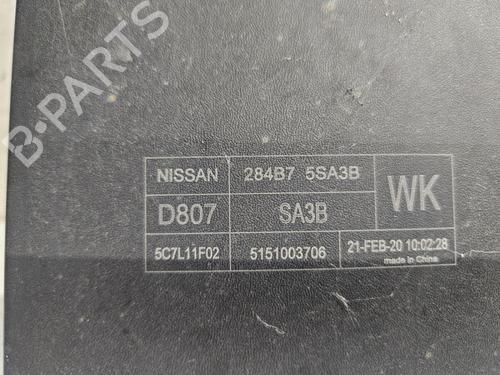 B-PARTS
NISSAN 284B7 5SA3B WK
D807 SA3B
5C7L11F02 5151003706 21-FEB-20 10:02:28
made in China